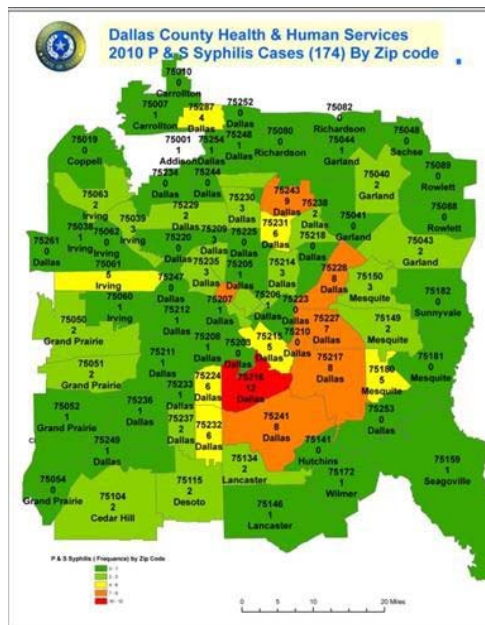 Dallas County Health & Human Services
2010 P & S Syphilis Cases (174) By Zip code
75010
0
Carrollton
75007
1
Carrollton
75287
4
Dallas
75252
0
Dallas
75082
0
Richardson
75019
0
Coppell
75001
1
Addison
75254
1
Dallas
75248
1
Dallas
75080
0
Richardson
75044
1
Garland
75048
0
Sachse
75234
0
Dallas
75244
0
Dallas
75040
2
Garland
75089
0
Rowlett
75063
2
Irving
75229
2
Dallas
75230
3
Dallas
75243
9
Dallas
75238
2
Dallas
75088
0
Rowlett
75038
1
Irving
75062
0
Irving
75039
3
Irving
75220
0
Dallas
75209
3
Dallas
75225
0
Dallas
75231
6
Dallas
75218
0
Dallas
75041
0
Garland
75043
2
Garland
75261
0
Dallas
75061
5
Irving
75247
0
Dallas
75235
3
Dallas
75205
Dallas
75214
3
Dallas
75228
8
Dallas
75150
3
Mesquite
75182
0
Sunnyvale
75060
1
Irving
75212
1
Dallas
75207
1
Dallas
75206
1
Dallas
75223
0
Dallas
75227
7
Dallas
75149
2
Mesquite
75050
2
Grand Prairie
75208
1
Dallas
75203
0
Dallas
75215
5
Dallas
75210
0
Dallas
75217
8
Dallas
75180
5
Mesquite
75181
0
Mesquite
75051
2
Grand Prairie
75211
1
Dallas
75224
6
Dallas
75216
12
Dallas
75253
0
Dallas
75052
1
Grand Prairie
75236
1
Dallas
75233
1
Dallas
75237
2
Dallas
75232
6
Dallas
75241
8
Dallas
75141
0
Hutchins
75249
1
Dallas
75134
2
Lancaster
75172
1
Wilmer
75159
1
Seagoville
75054
0
Grand Prairie
75104
2
Cedar Hill
75115
2
Desoto
75146
1
Lancaster
P & S Syphilis ( Frequence) by Zip Code
0 5 10 20 Miles